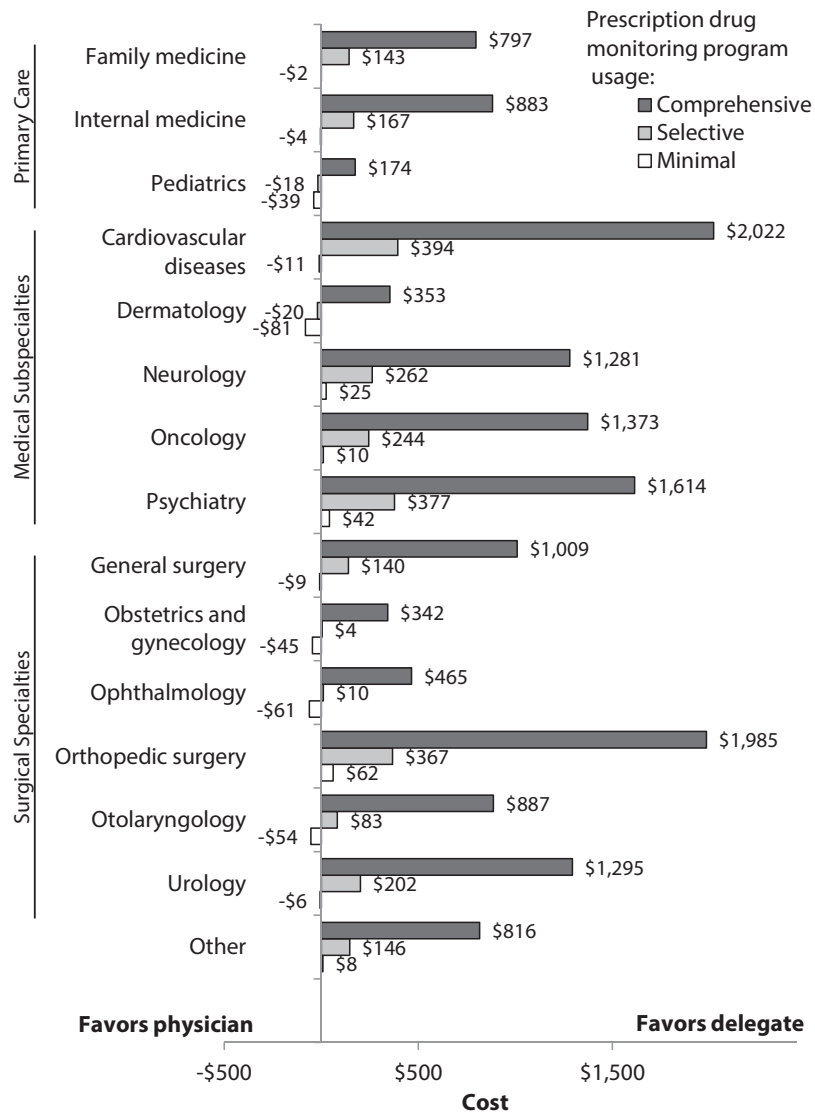 Prescription drug
monitoring program
usage:
Comprehensive
Selective
Minimal
Primary Care
Family medicine
$797
$143
-$2
Internal medicine
$883
$167
-$4
Pediatrics
$174
-$18
-$39
Medical Subspecialties
Cardiovascular
diseases
$2,022
$394
-$11
Dermatology
$353
-$20
-$81
Neurology
$1,281
$262
$25
Oncology
$1,373
$244
$10
Psychiatry
$1,614
$377
$42
Surgical Specialties
General surgery
$1,009
$140
-$9
Obstetrics and
gynecology
$342
$4
-$45
Ophthalmology
$465
$10
-$61
Orthopedic surgery
$1,985
$367
$62
Otolaryngology
$887
$83
-$54
Urology
$1,295
$202
-$6
Other
$816
$146
$8
Favors physician
Favors delegate
-$500
$500
$1,500
Cost